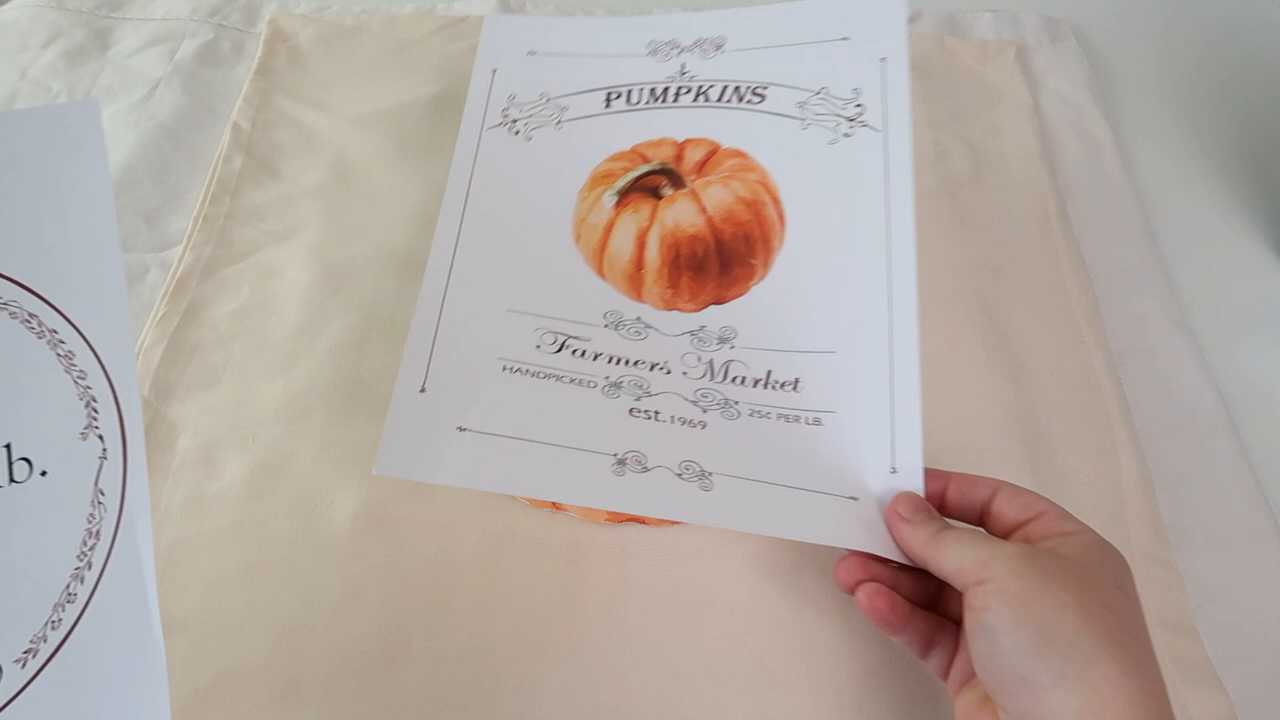 PUMPKINS
Farmers Market
HANDPICKED 25¢ PER LB.
est.1969
lb.